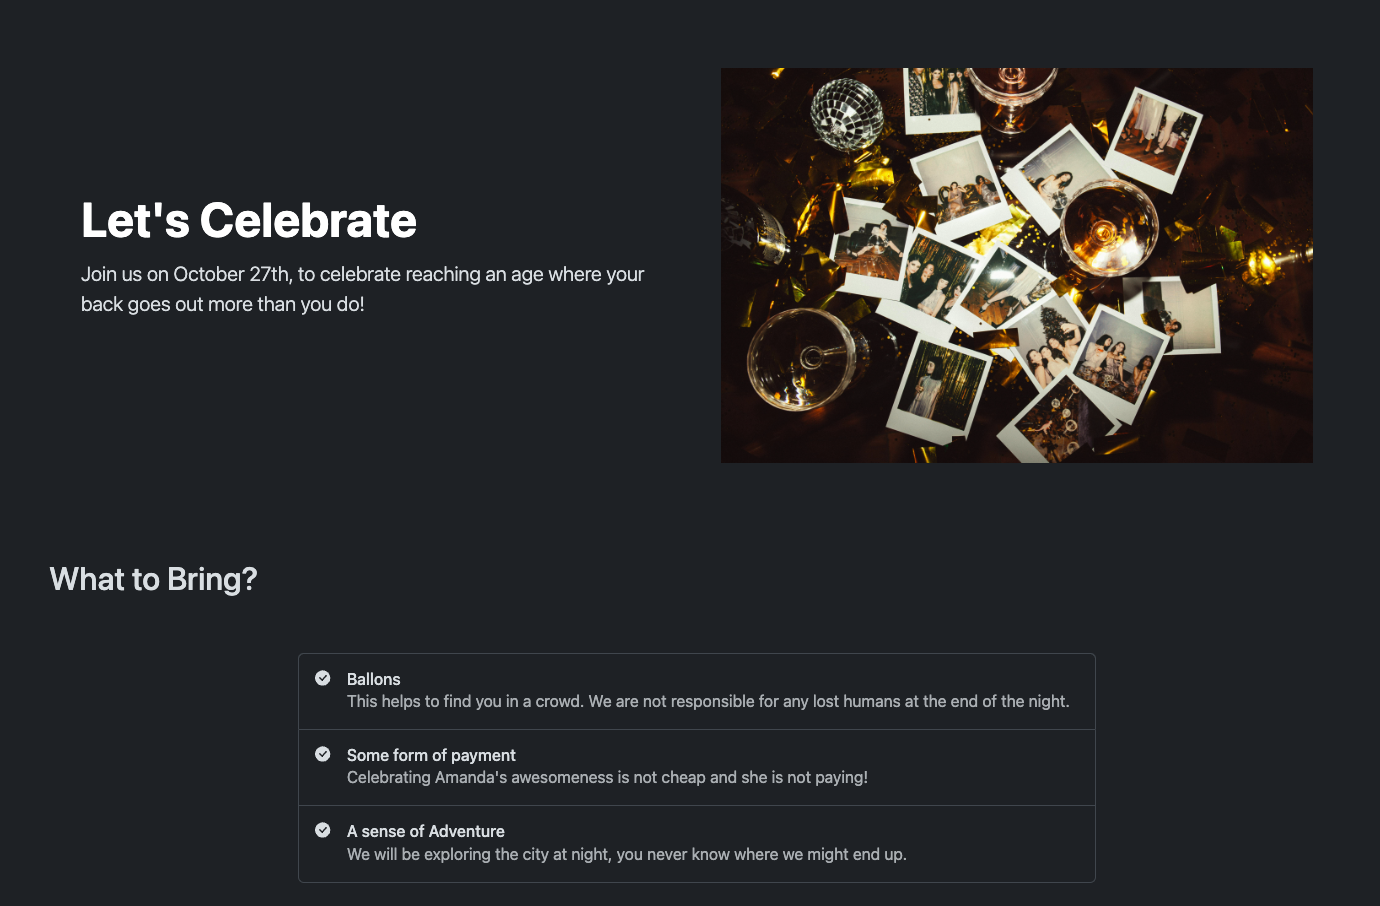 Let's Celebrate
Join us on October 27th, to celebrate reaching an age where your
back goes out more than you do!
What to Bring?
Ballons
This helps to find you in a crowd. We are not responsible for any lost humans at the end of the night.
Some form of payment
Celebrating Amanda's awesomeness is not cheap and she is not paying!
A sense of Adventure
We will be exploring the city at night, you never know where we might end up.